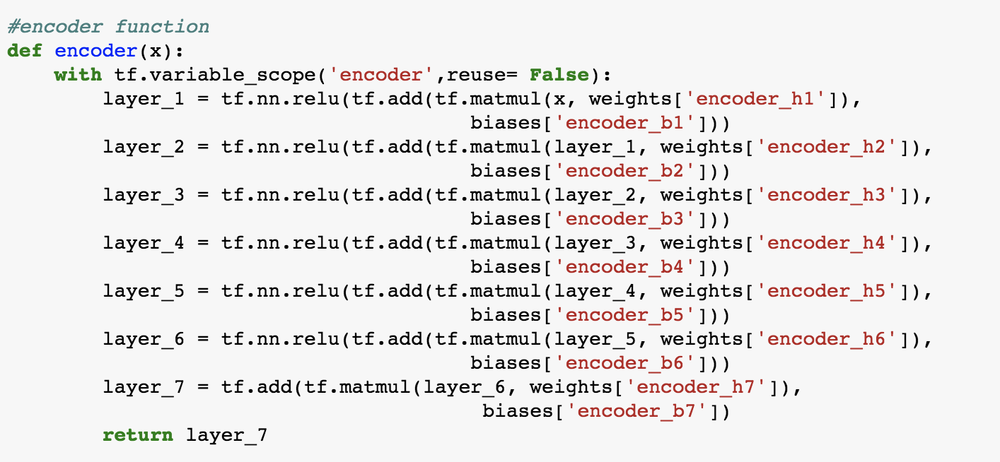 #encoder function
def encoder(x):
    with tf.variable_scope('encoder',reuse= False):
        layer_1 = tf.nn.relu(tf.add(tf.matmul(x, weights['encoder_h1']),
                                       biases['encoder_b1']))
        layer_2 = tf.nn.relu(tf.add(tf.matmul(layer_1, weights['encoder_h2']),
                                       biases['encoder_b2']))
        layer_3 = tf.nn.relu(tf.add(tf.matmul(layer_2, weights['encoder_h3']),
                                       biases['encoder_b3']))
        layer_4 = tf.nn.relu(tf.add(tf.matmul(layer_3, weights['encoder_h4']),
                                       biases['encoder_b4']))
        layer_5 = tf.nn.relu(tf.add(tf.matmul(layer_4, weights['encoder_h5']),
                                       biases['encoder_b5']))
        layer_6 = tf.nn.relu(tf.add(tf.matmul(layer_5, weights['encoder_h6']),
                                       biases['encoder_b6']))
        layer_7 = tf.add(tf.matmul(layer_6, weights['encoder_h7']),
                                        biases['encoder_b7'])
        return layer_7